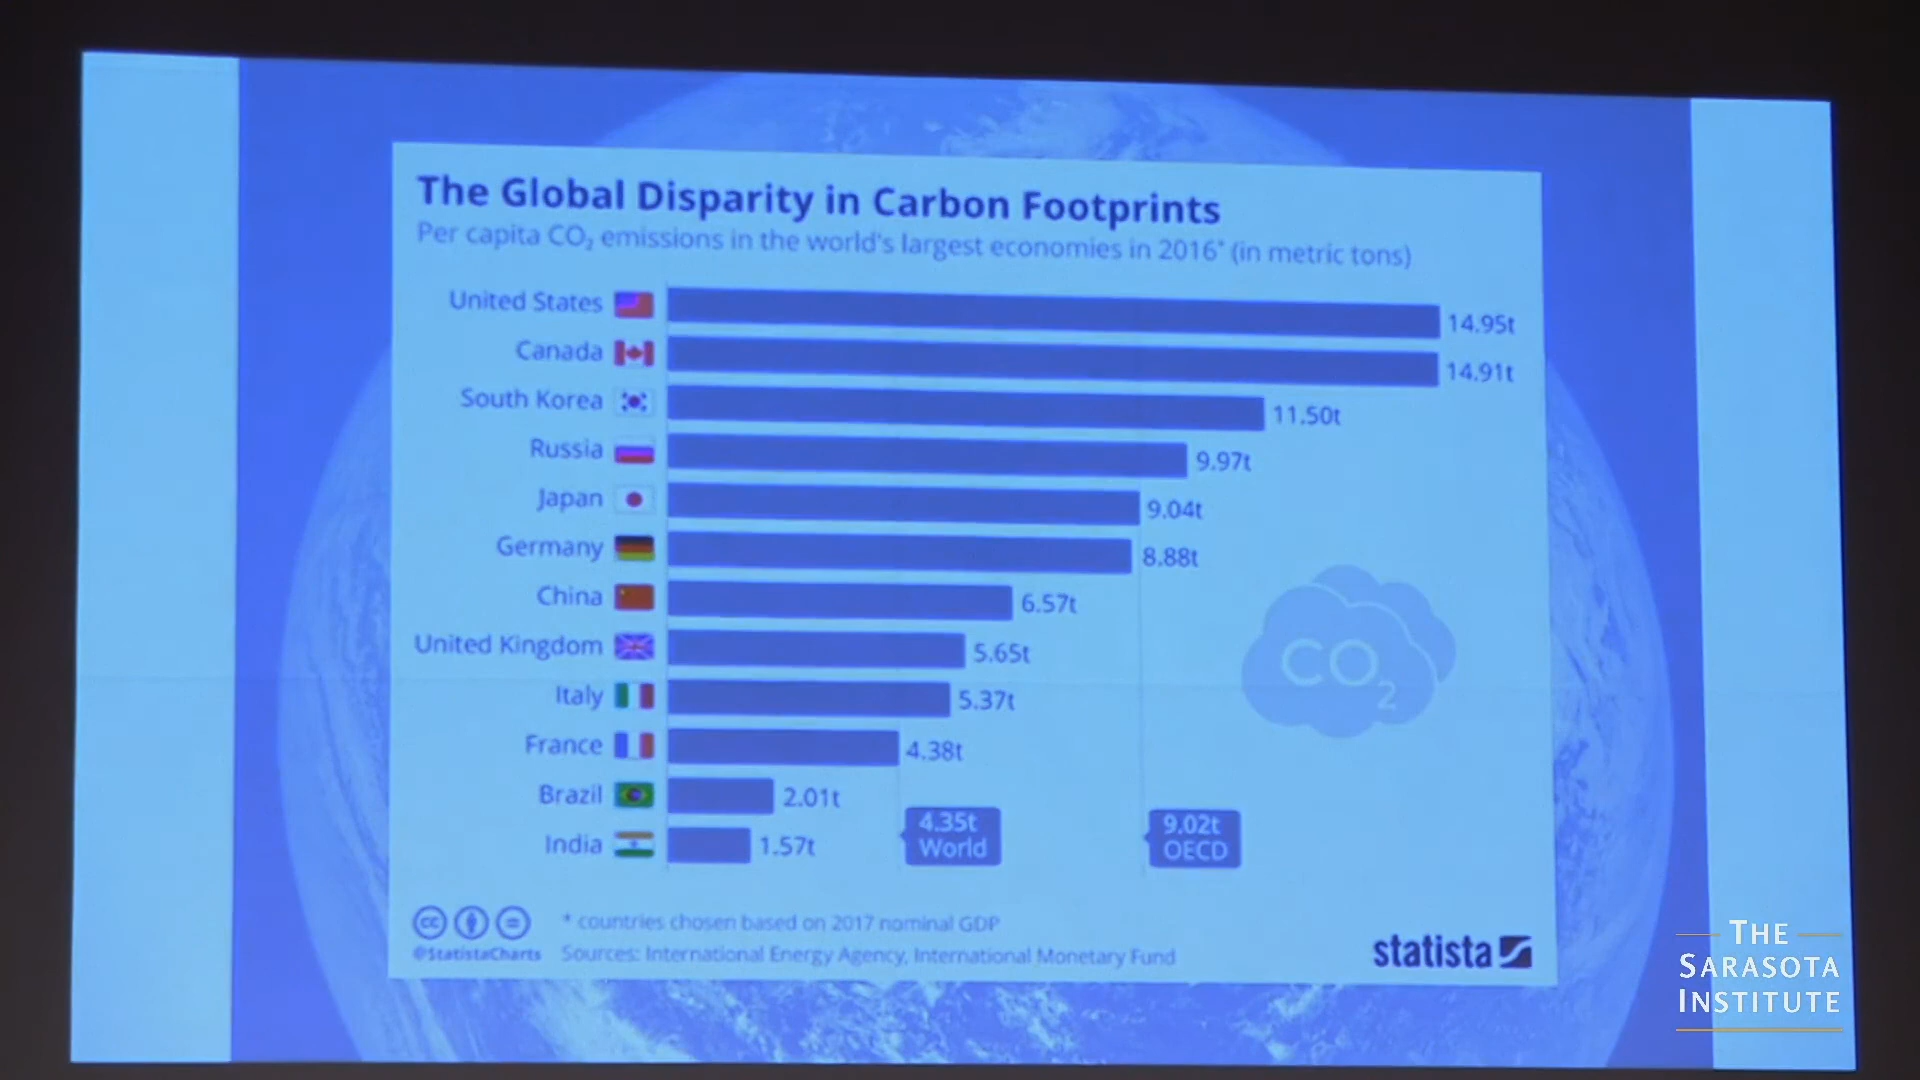 The Global Disparity in Carbon Footprints
Per capita CO₂ emissions in the world's largest economies in 2016* (in metric tons)
United States 14.95t
Canada 14.91t
South Korea 11.50t
Russia 9.97t
Japan 9.04t
Germany 8.88t
China 6.57t
United Kingdom 5.65t
Italy 5.37t
France 4.38t
Brazil 2.01t
India 1.57t
4.35t
World
9.02t
OECD
CO₂
cc
* countries chosen based on 2017 nominal GDP
@StatistaCharts Sources: International Energy Agency, International Monetary Fund
statista
THE
SARASOTA
INSTITUTE